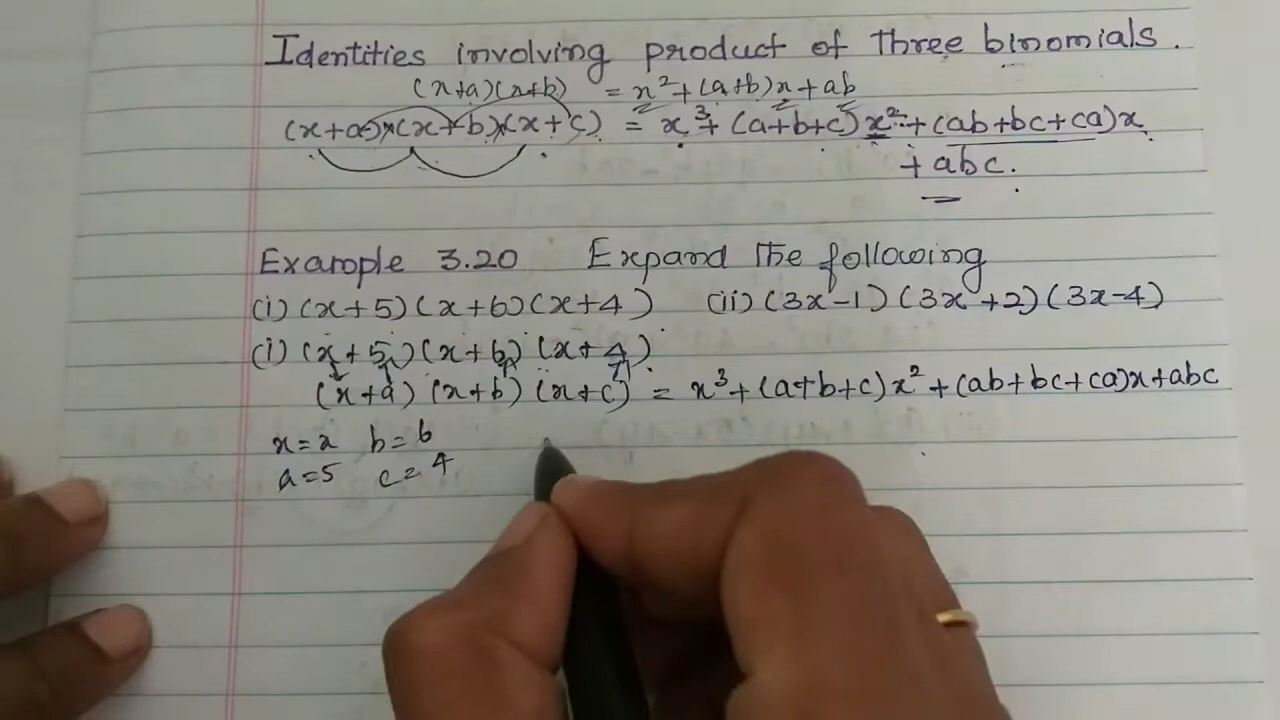 Identities involving product of three binomials.
(x+a)(x+b) = x²+(a+b)x+ab
(x+a)×(x+b)×(x+c) = x³+(a+b+c)x²+(ab+bc+ca)x
+abc.
Example 3.20 Expand the following
(i) (x+5)(x+6)(x+4) (ii) (3x-1)(3x+2)(3x-4)
(i) (x+5)(x+6)(x+4)
(x+a)(x+b)(x+c) = x³+(a+b+c)x²+(ab+bc+ca)x+abc
x=x b=6
a=5 c=4